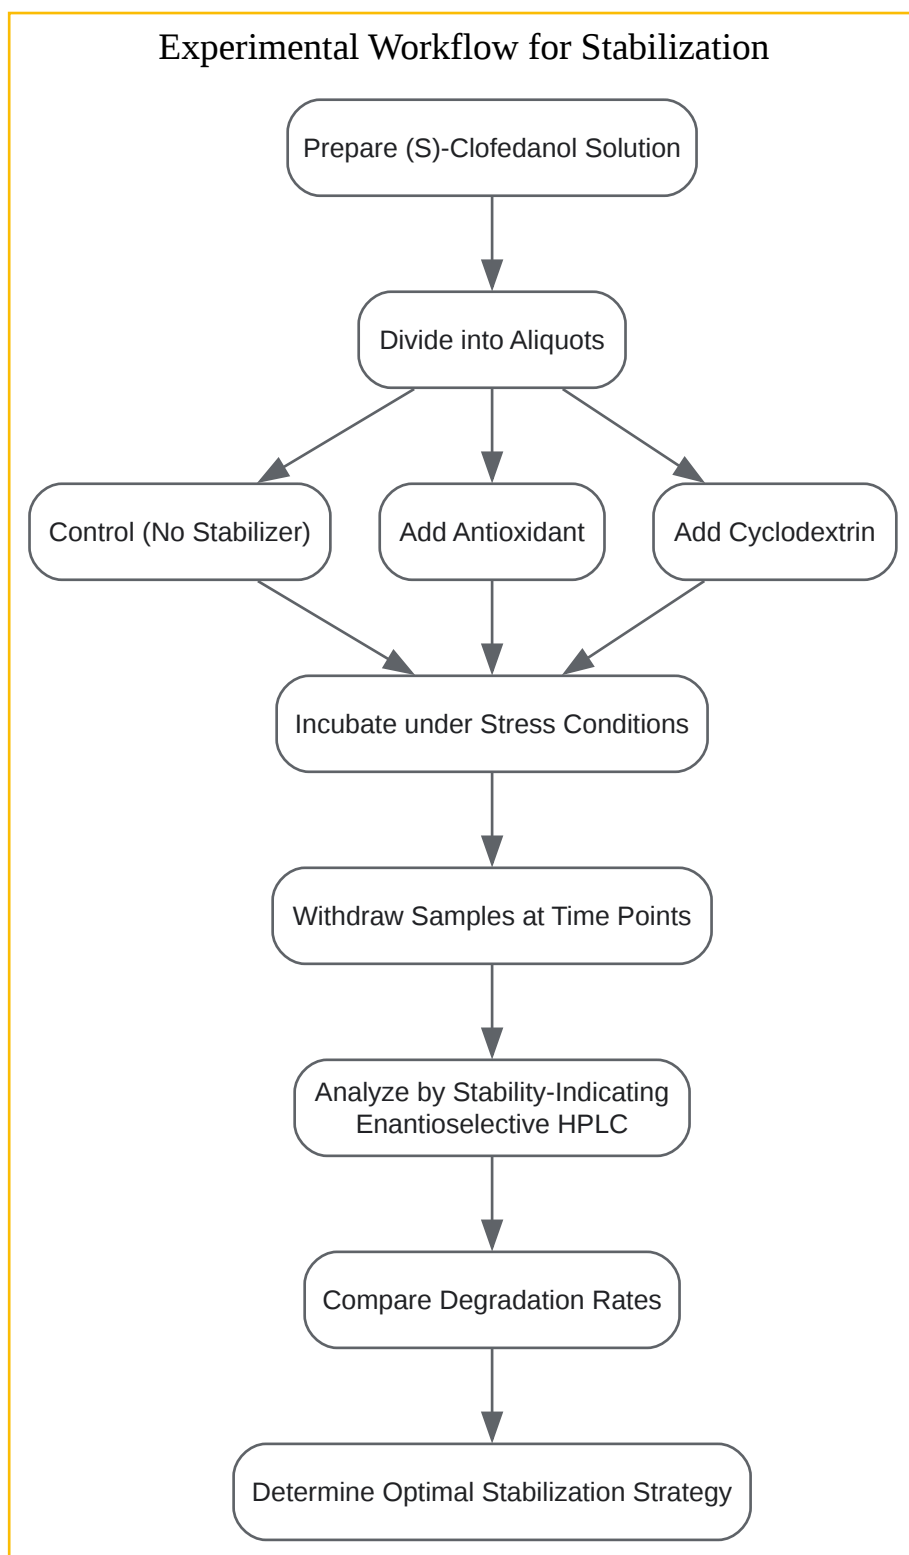 Experimental Workflow for Stabilization
Prepare (S)-Clofedanol Solution
Divide into Aliquots
Control (No Stabilizer)
Add Antioxidant
Add Cyclodextrin
Incubate under Stress Conditions
Withdraw Samples at Time Points
Analyze by Stability-Indicating
Enantioselective HPLC
Compare Degradation Rates
Determine Optimal Stabilization Strategy